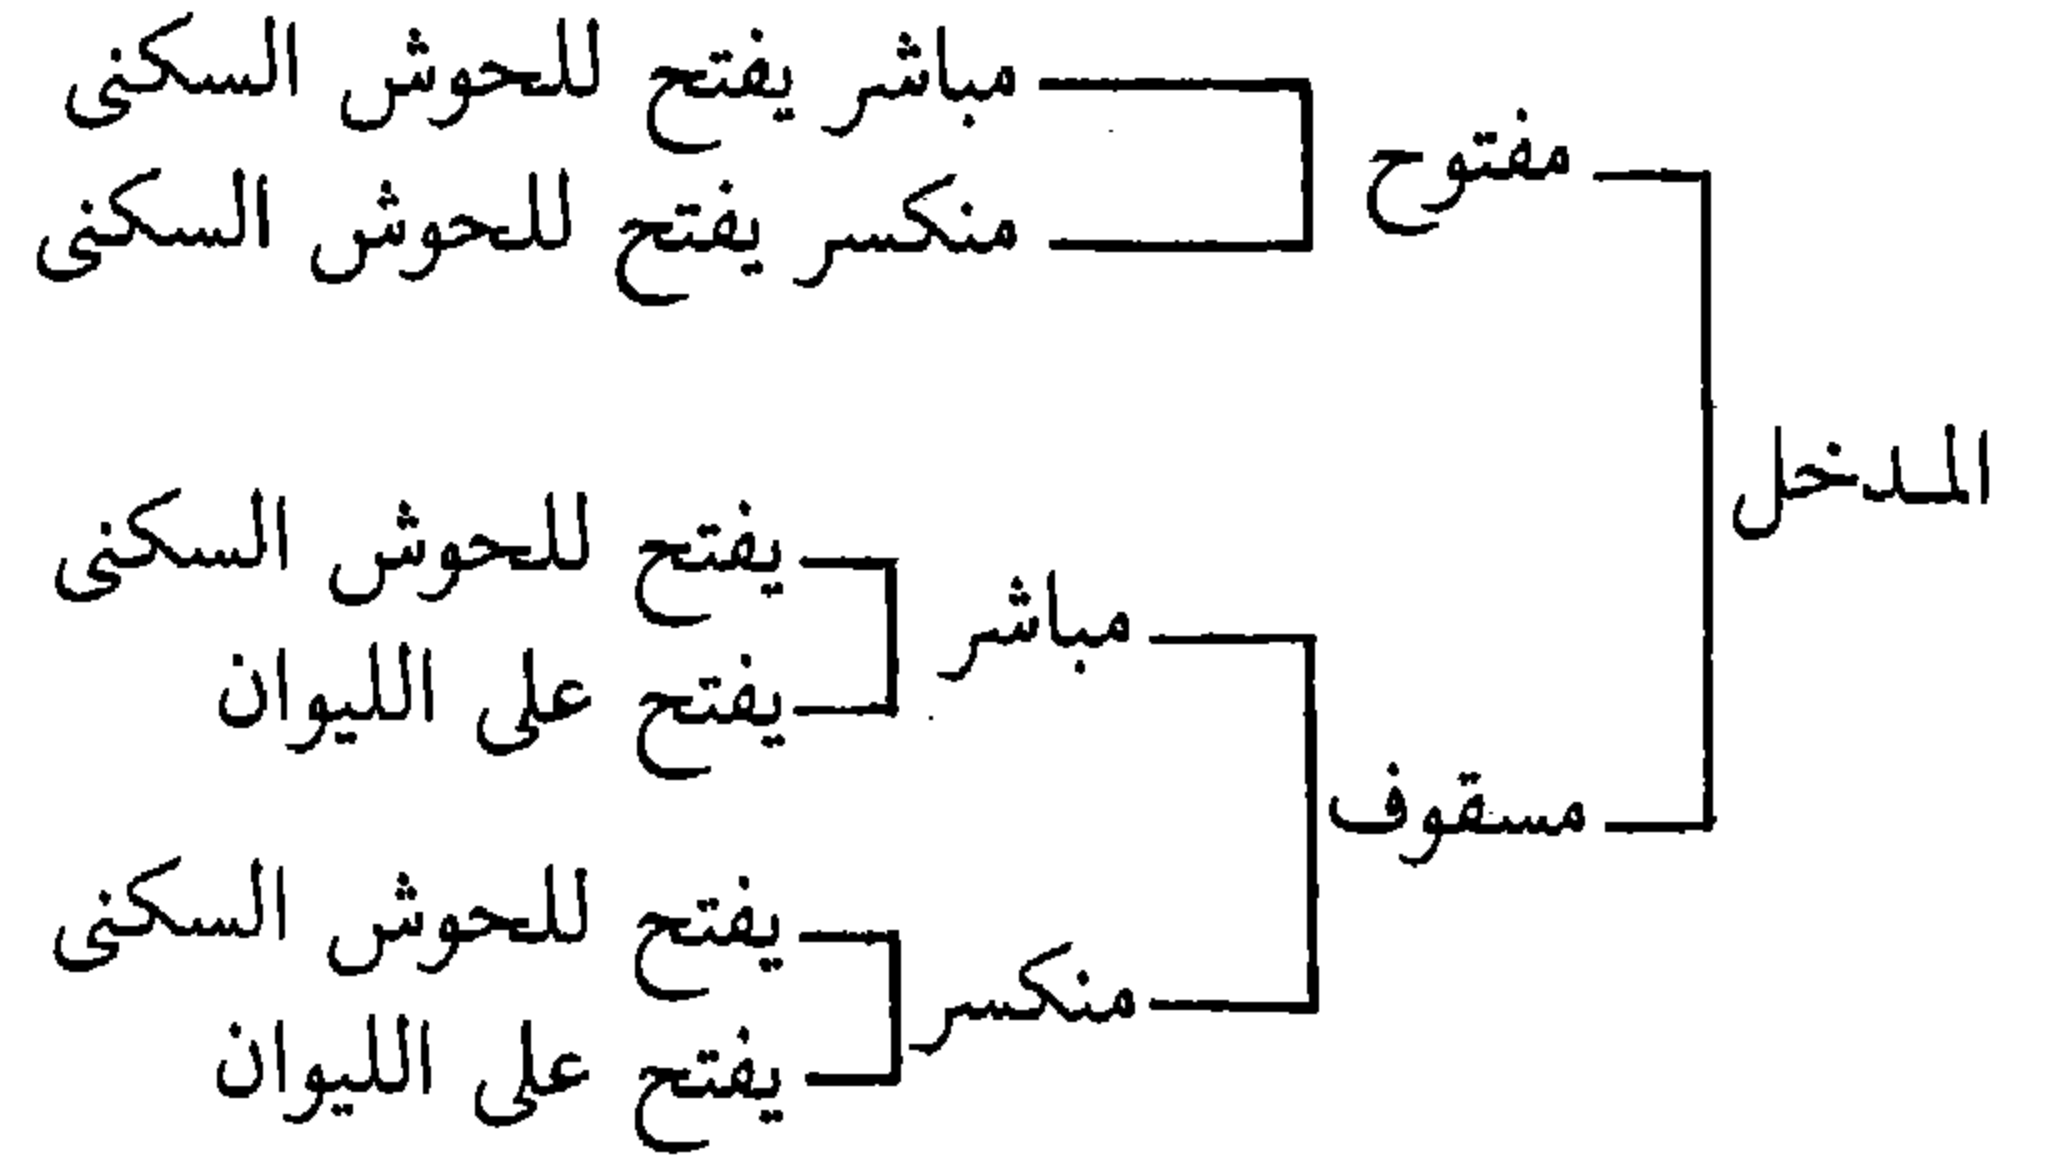 مباشر يفتح للحوش السكنى
مفتوح
منكسر يفتح للحوش السكنى
المدخل
يفتح للحوش السكنى
مباشر
يفتح على الليوان
مسقوف
يفتح للحوش السكنى
منكسر
يفتح على الليوان